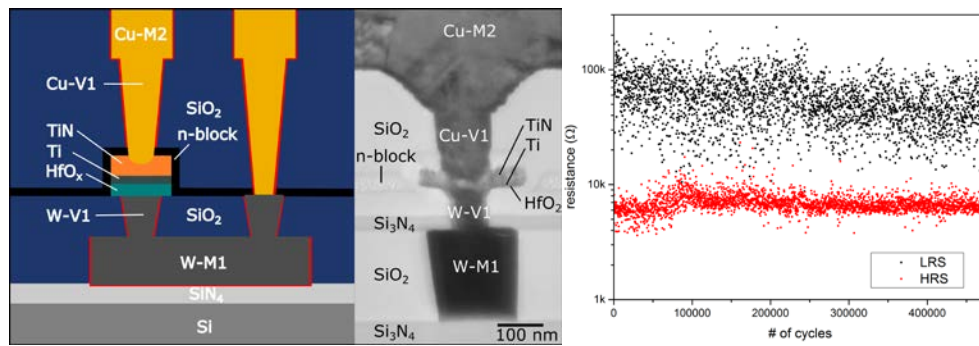 Cu-M2
Cu-V1
SiO2
n-block
TiN
Ti
HfOx
W-V1
SiO2
W-M1
SiN4
Si
Cu-M2
SiO2
Cu-V1
TiN
Ti
n-block
HfO2
W-V1
Si3N4
W-M1
SiO2
Si3N4
100 nm
resistance (Ω)
100k
10k
1k
0 100000 200000 300000 400000
# of cycles
LRS
HRS